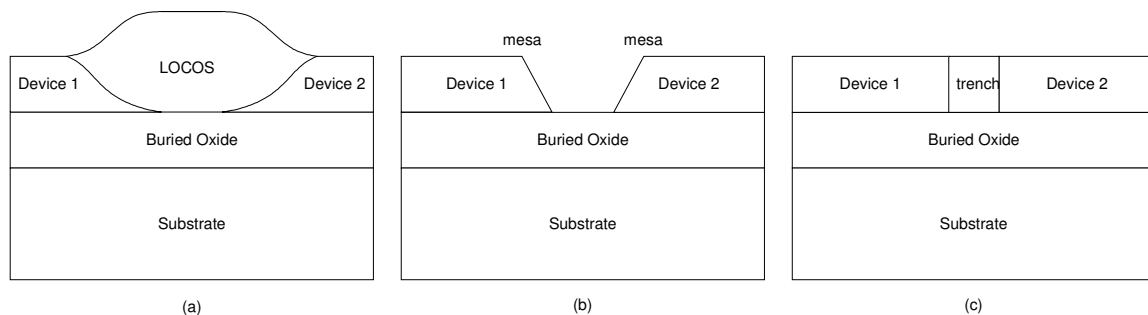 LOCOS
Device 1
Device 2
Buried Oxide
Substrate
(a)
mesa
mesa
Device 1
Device 2
Buried Oxide
Substrate
(b)
Device 1
trench
Device 2
Buried Oxide
Substrate
(c)